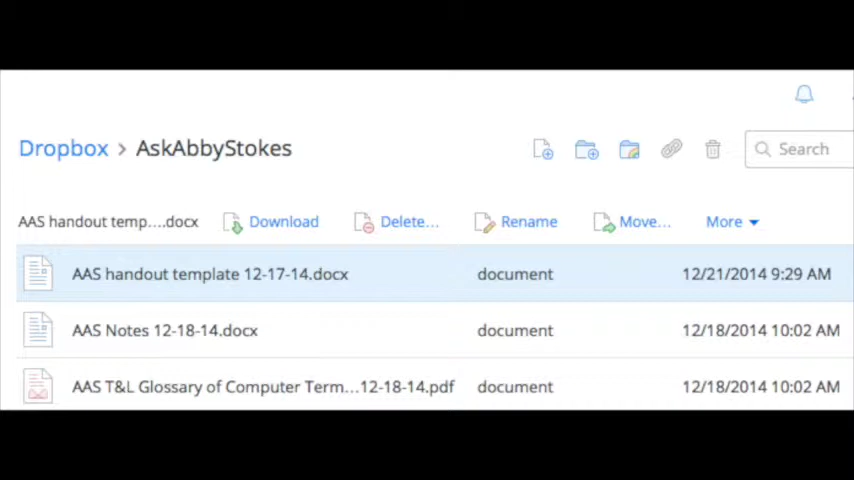 Dropbox > AskAbbyStokes Search
AAS handout temp....docx Download Delete... Rename Move... More
AAS handout template 12-17-14.docx document 12/21/2014 9:29 AM
AAS Notes 12-18-14.docx document 12/18/2014 10:02 AM
AAS T&L Glossary of Computer Term...12-18-14.pdf document 12/18/2014 10:02 AM